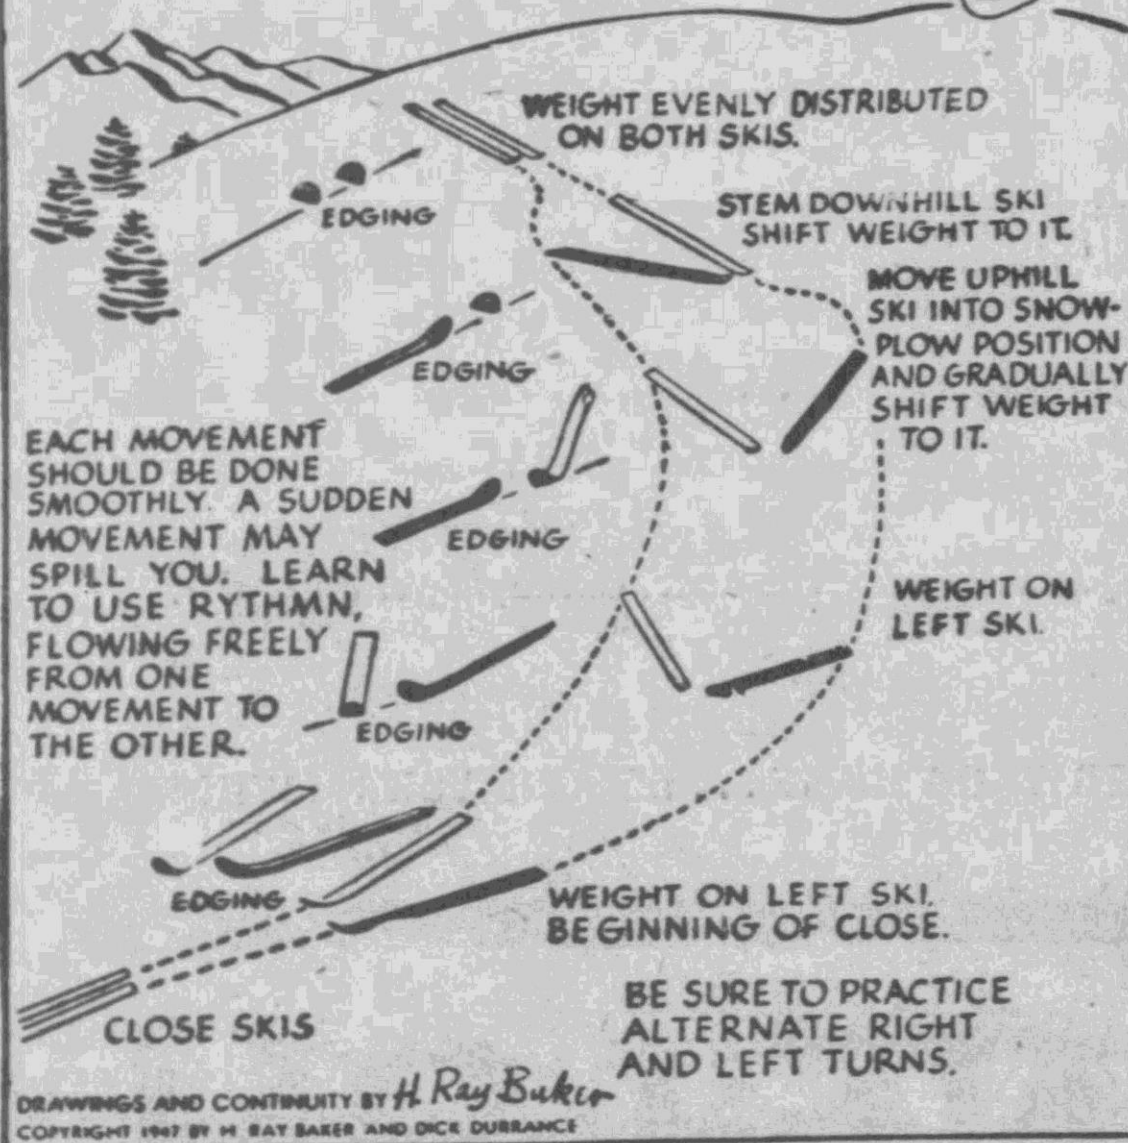 WEIGHT EVENLY DISTRIBUTED
ON BOTH SKIS.
EDGING
STEM DOWNHILL SKI
SHIFT WEIGHT TO IT.
MOVE UPHILL
SKI INTO SNOW-
PLOW POSITION
AND GRADUALLY
SHIFT WEIGHT
TO IT.
EDGING
EACH MOVEMENT
SHOULD BE DONE
SMOOTHLY. A SUDDEN
MOVEMENT MAY
SPILL YOU. LEARN
TO USE RYTHMN,
FLOWING FREELY
FROM ONE
MOVEMENT TO
THE OTHER.
EDGING
WEIGHT ON
LEFT SKI.
EDGING
EDGING
WEIGHT ON LEFT SKI.
BEGINNING OF CLOSE.
CLOSE SKIS
BE SURE TO PRACTICE
ALTERNATE RIGHT
AND LEFT TURNS.
DRAWINGS AND CONTINUITY BY H Ray Baker
COPYRIGHT 1947 BY H RAY BAKER AND DICK DURRANCE